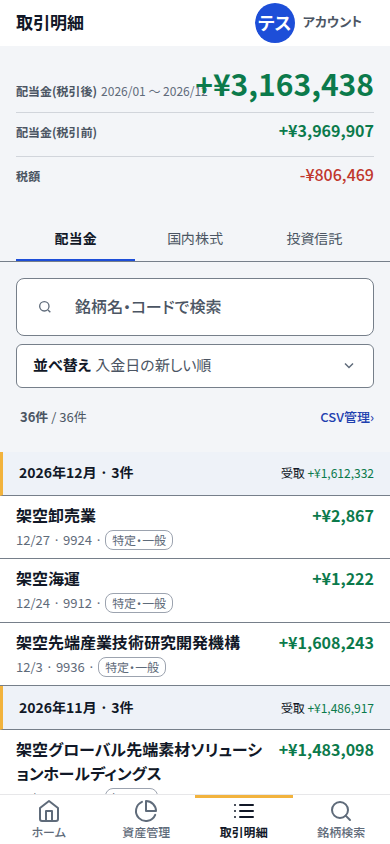 取引明細
テス アカウント
配当金(税引後) 2026/01 〜 2026/12 +¥3,163,438
配当金(税引前) +¥3,969,907
税額 -¥806,469
配当金 国内株式 投資信託
銘柄名・コードで検索
並べ替え 入金日の新しい順
36件 / 36件 CSV管理›
2026年12月・3件 受取 +¥1,612,332
架空卸売業 +¥2,867
12/27・9924・特定・一般
架空海運 +¥1,222
12/24・9912・特定・一般
架空先端産業技術研究開発機構 +¥1,608,243
12/3・9936・特定・一般
2026年11月・3件 受取 +¥1,486,917
架空グローバル先端素材ソリューシ +¥1,483,098
ョンホールディングス
ホーム 資産管理 取引明細 銘柄検索